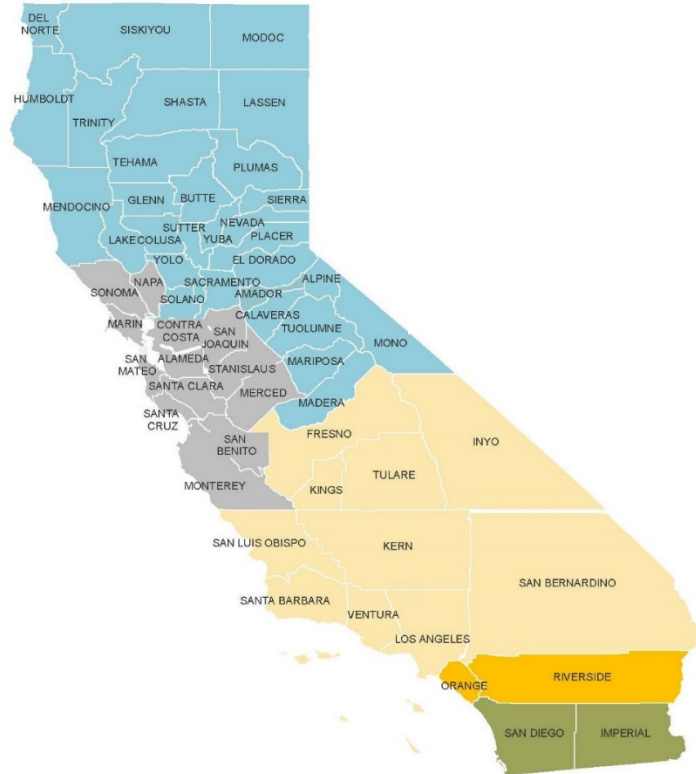 DEL
NORTE
SISKIYOU
MODOC
HUMBOLDT
TRINITY
SHASTA
LASSEN
TEHAMA
PLUMAS
MENDOCINO
GLENN
BUTTE
SIERRA
LAKE
COLUSA
SUTTER
YUBA
NEVADA
PLACER
YOLO
EL DORADO
SONOMA
NAPA
SOLANO
SACRAMENTO
AMADOR
ALPINE
MARIN
CONTRA
COSTA
SAN
JOAQUIN
CALAVERAS
TUOLUMNE
MONO
SAN
MATEO
ALAMEDA
STANISLAUS
MARIPOSA
SANTA CLARA
MERCED
MADERA
SANTA
CRUZ
SAN
BENITO
FRESNO
INYO
MONTEREY
KINGS
TULARE
SAN LUIS OBISPO
KERN
SAN BERNARDINO
SANTA BARBARA
VENTURA
LOS ANGELES
ORANGE
RIVERSIDE
SAN DIEGO
IMPERIAL